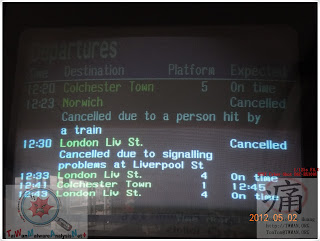 Departures
Time Destination Platform Expected
12:20 Colchester Town 5 On time
12:23 Norwich Cancelled
Cancelled due to a person hit by
a train
12:30 London Liv St. Cancelled
Cancelled due to signalling
problems at Liverpool St
12:33 London Liv St. 4 On time
12:41 Colchester Town 1 12:45
12:43 London Liv St. 4 On time
2012 05 02
痛